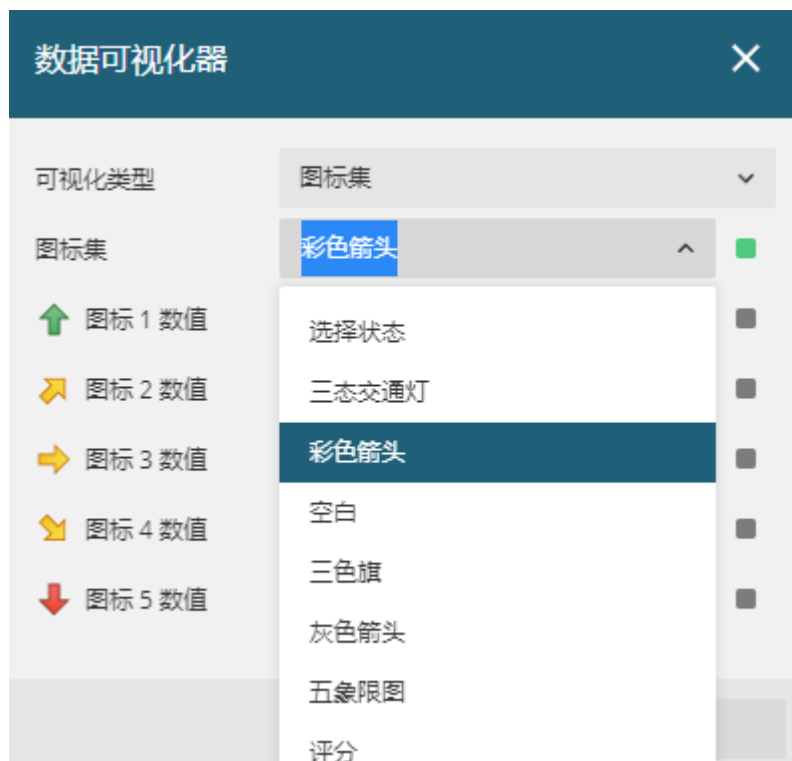 数据可视化器
可视化类型
图标集
图标集
彩色箭头
图标 1 数值
图标 2 数值
图标 3 数值
图标 4 数值
图标 5 数值
选择状态
三态交通灯
彩色箭头
空白
三色旗
灰色箭头
五象限图
评分